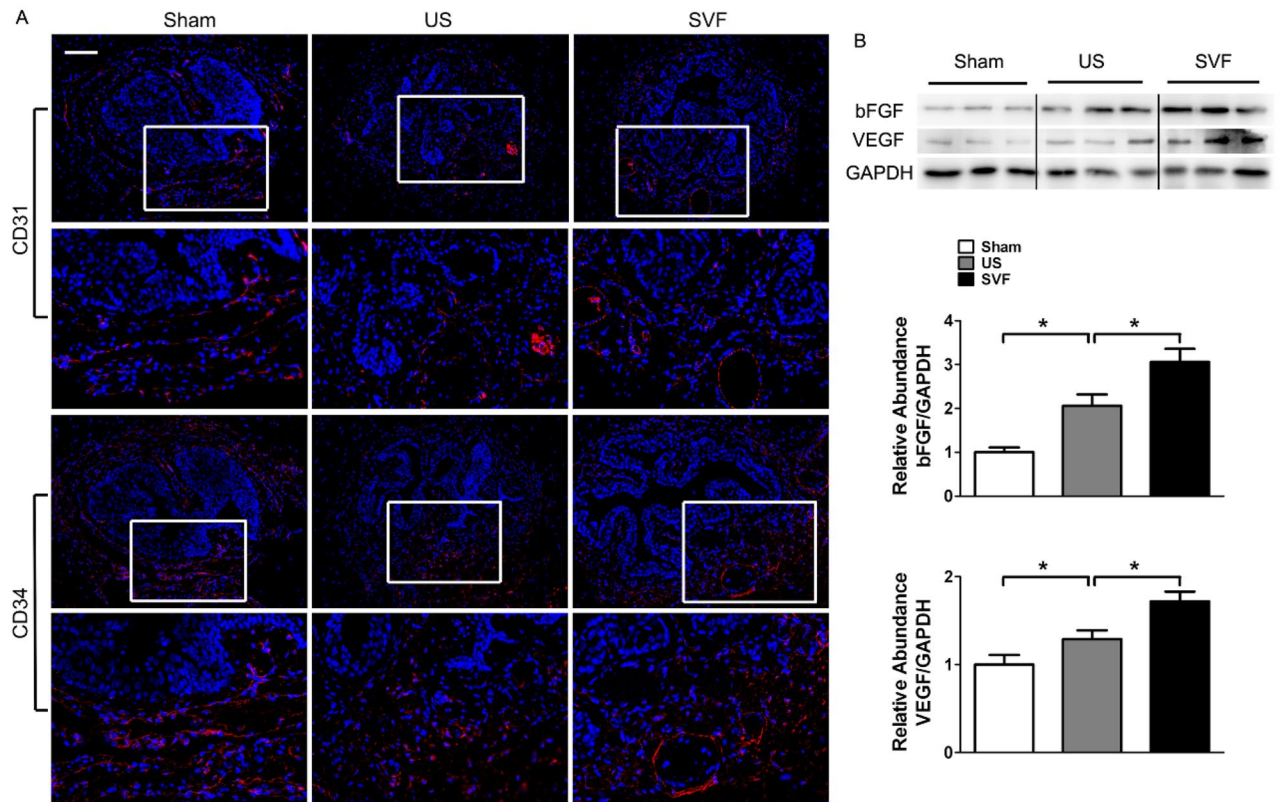 A
Sham US SVF
CD31
CD34
B
Sham US SVF
bFGF
VEGF
GAPDH
Sham
US
SVF
Relative Abundance
bFGF/GAPDH
4
3
2
1
0
* *
Relative Abundance
VEGF/GAPDH
2
1
0
* *